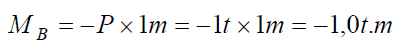 M_B = −P × 1m = −1t × 1m = −1,0t.m